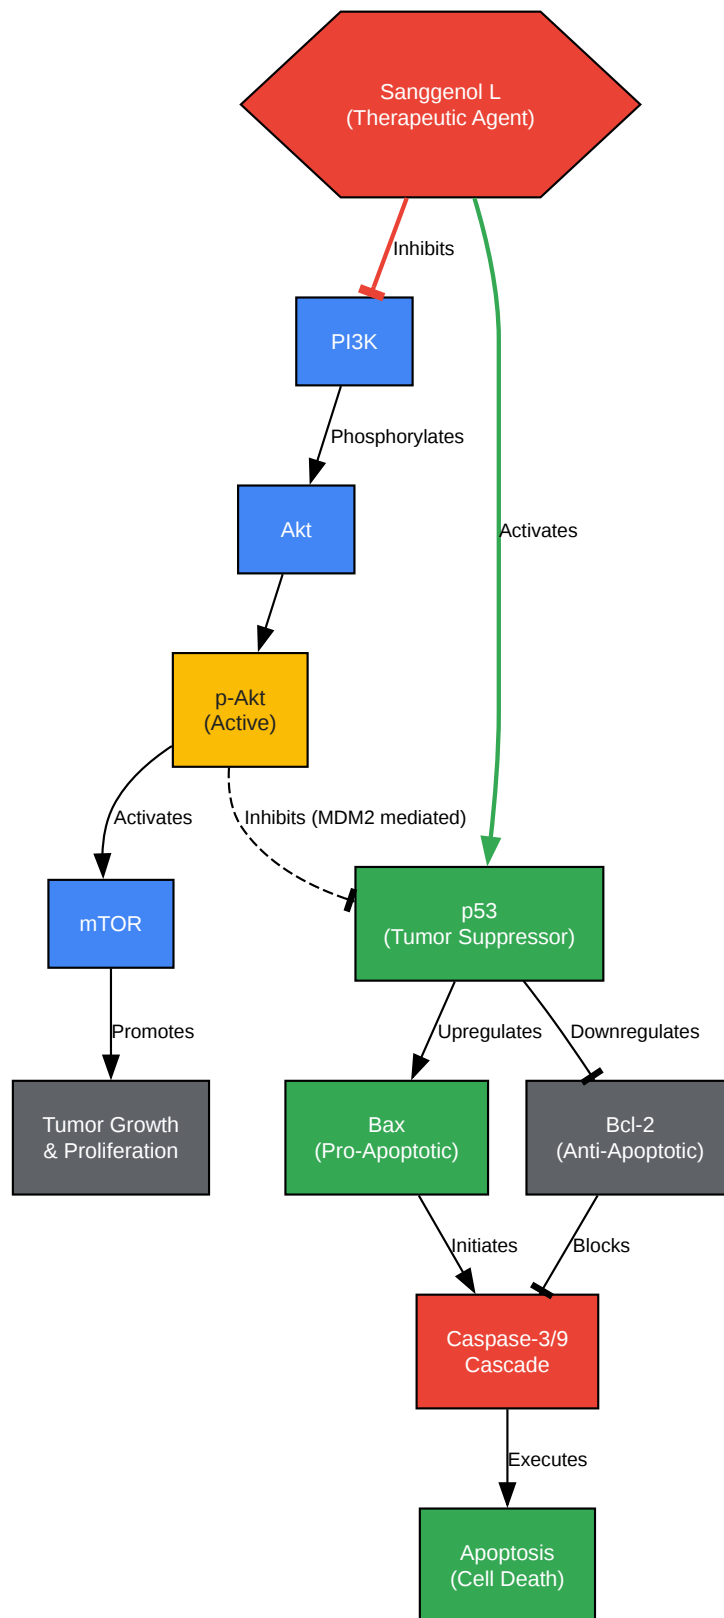 Sanggenol L
(Therapeutic Agent)
Inhibits
PI3K
Phosphorylates
Akt
Activates
p-Akt
(Active)
Activates
Inhibits (MDM2 mediated)
mTOR
p53
(Tumor Suppressor)
Promotes
Upregulates
Downregulates
Tumor Growth
& Proliferation
Bax
(Pro-Apoptotic)
Bcl-2
(Anti-Apoptotic)
Initiates
Blocks
Caspase-3/9
Cascade
Executes
Apoptosis
(Cell Death)